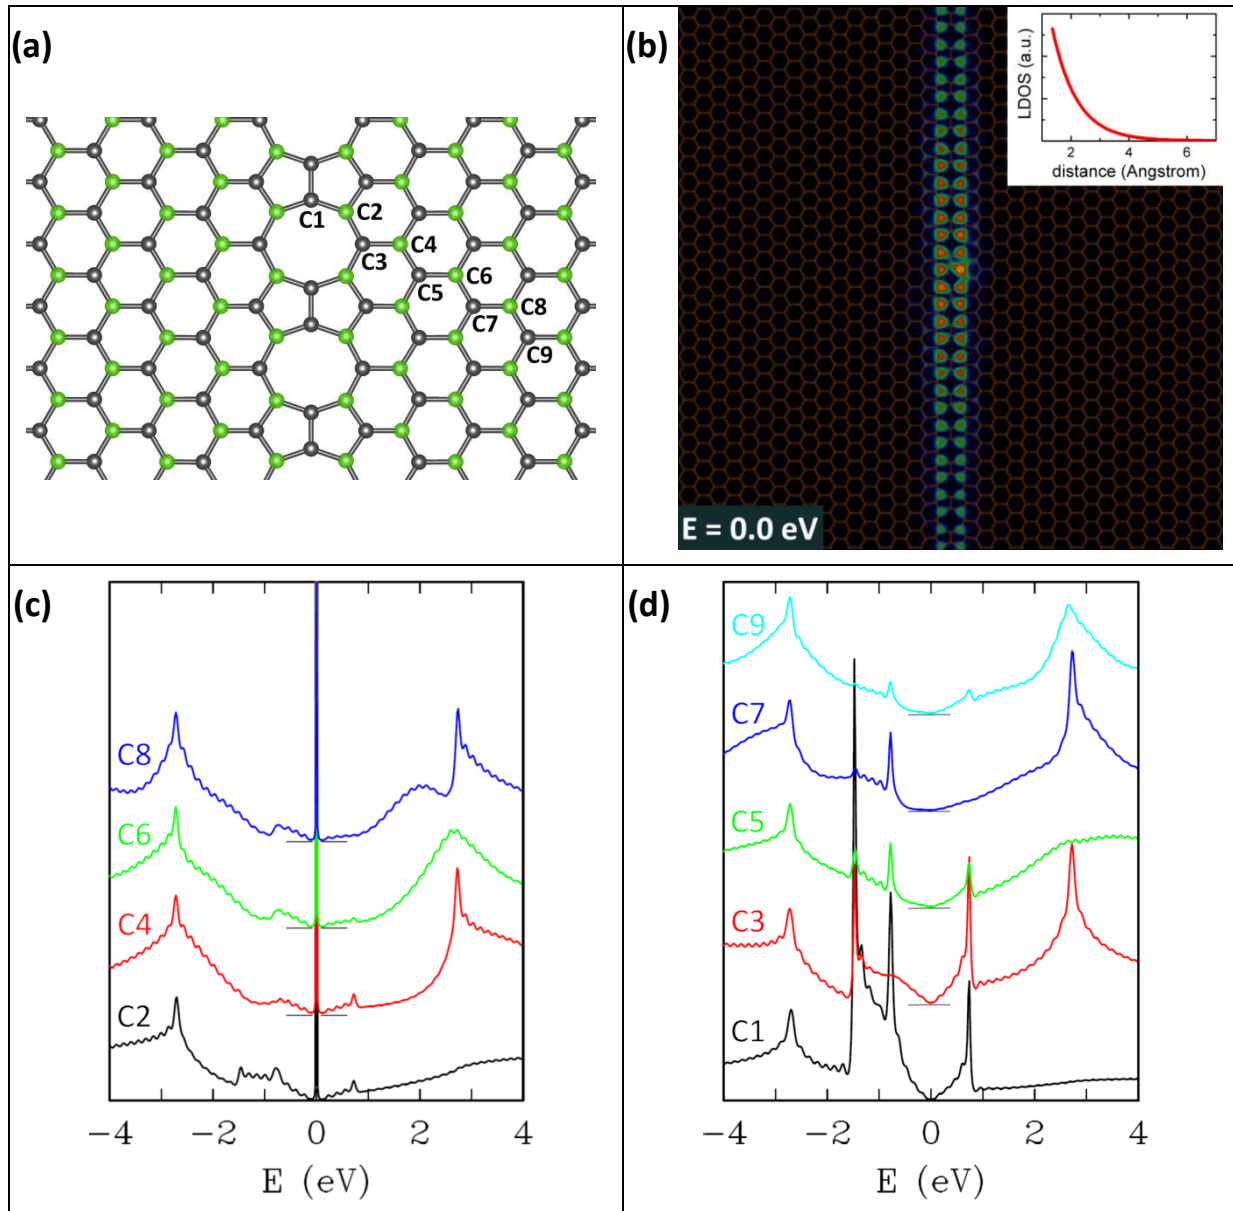 (a)
C1
C2
C3
C4
C5
C6
C7
C8
C9
(b)
LDOS (a.u.)
2 4 6
distance (Angstrom)
E = 0.0 eV
(c)
C8
C6
C4
C2
−4 −2 0 2 4
E (eV)
(d)
C9
C7
C5
C3
C1
−4 −2 0 2 4
E (eV)